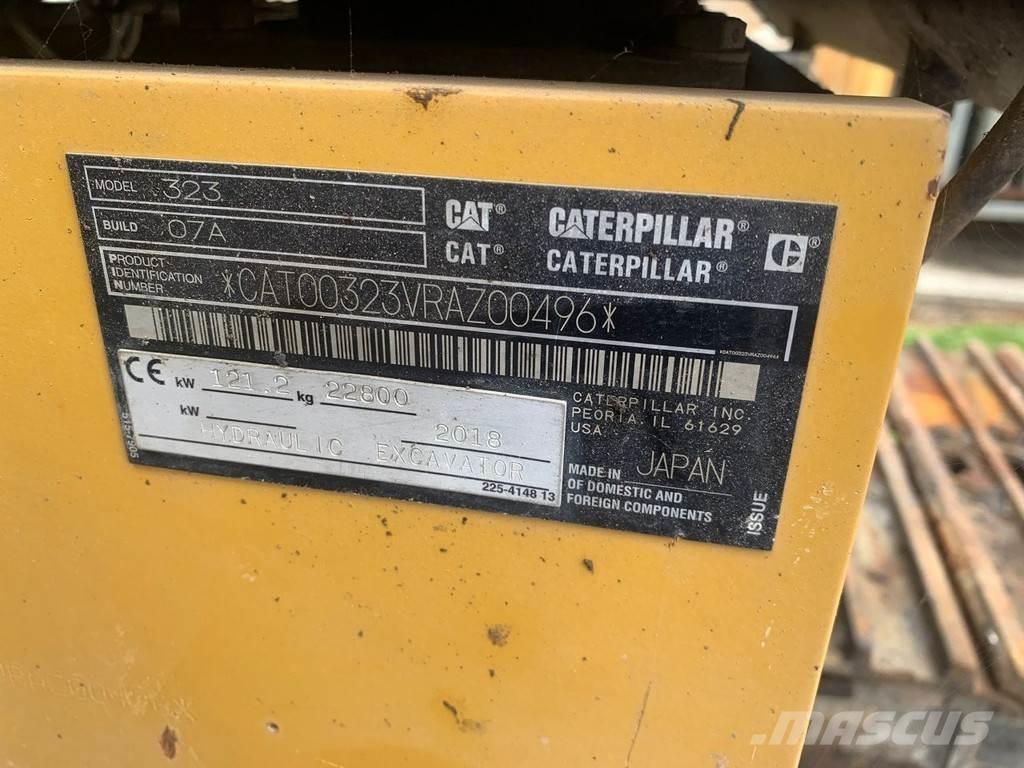 MODEL 323
BUILD 07A
CAT® CATERPILLAR®
CAT® CATERPILLAR®
PRODUCT
IDENTIFICATION
NUMBER
*CAT00323VRAZ00496*
*CAT00323VRAZ00496*
CE kW 121.2 kg 22800
kW 2018
HYDRAULIC EXCAVATOR
225-4148 13
CATERPILLAR INC.
PEORIA IL 61629
USA
MADE IN JAPAN
OF DOMESTIC AND
FOREIGN COMPONENTS
ISSUE
MASCUS